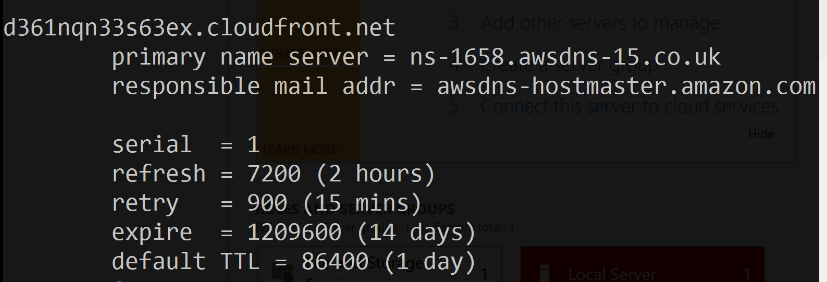 3 Add other servers to manage
d361nqn33s63ex.cloudfront.net
primary name server = ns-1658.awsdns-15.co.uk
responsible mail addr = awsdns-hostmaster.amazon.com
5 Connect this server to cloud services
Hide
serial = 1
LEARN MORE
refresh = 7200 (2 hours)
retry = 900 (15 mins)
expire = 1209600 (14 days)
default TTL = 86400 (1 day)
1
Local Server 1